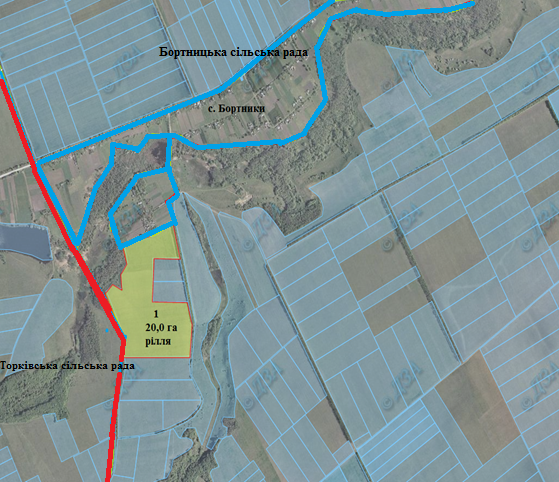 Бортницька сільська рада
с. Бортники
1
20,0 га
рілля
Торківська сільська рада